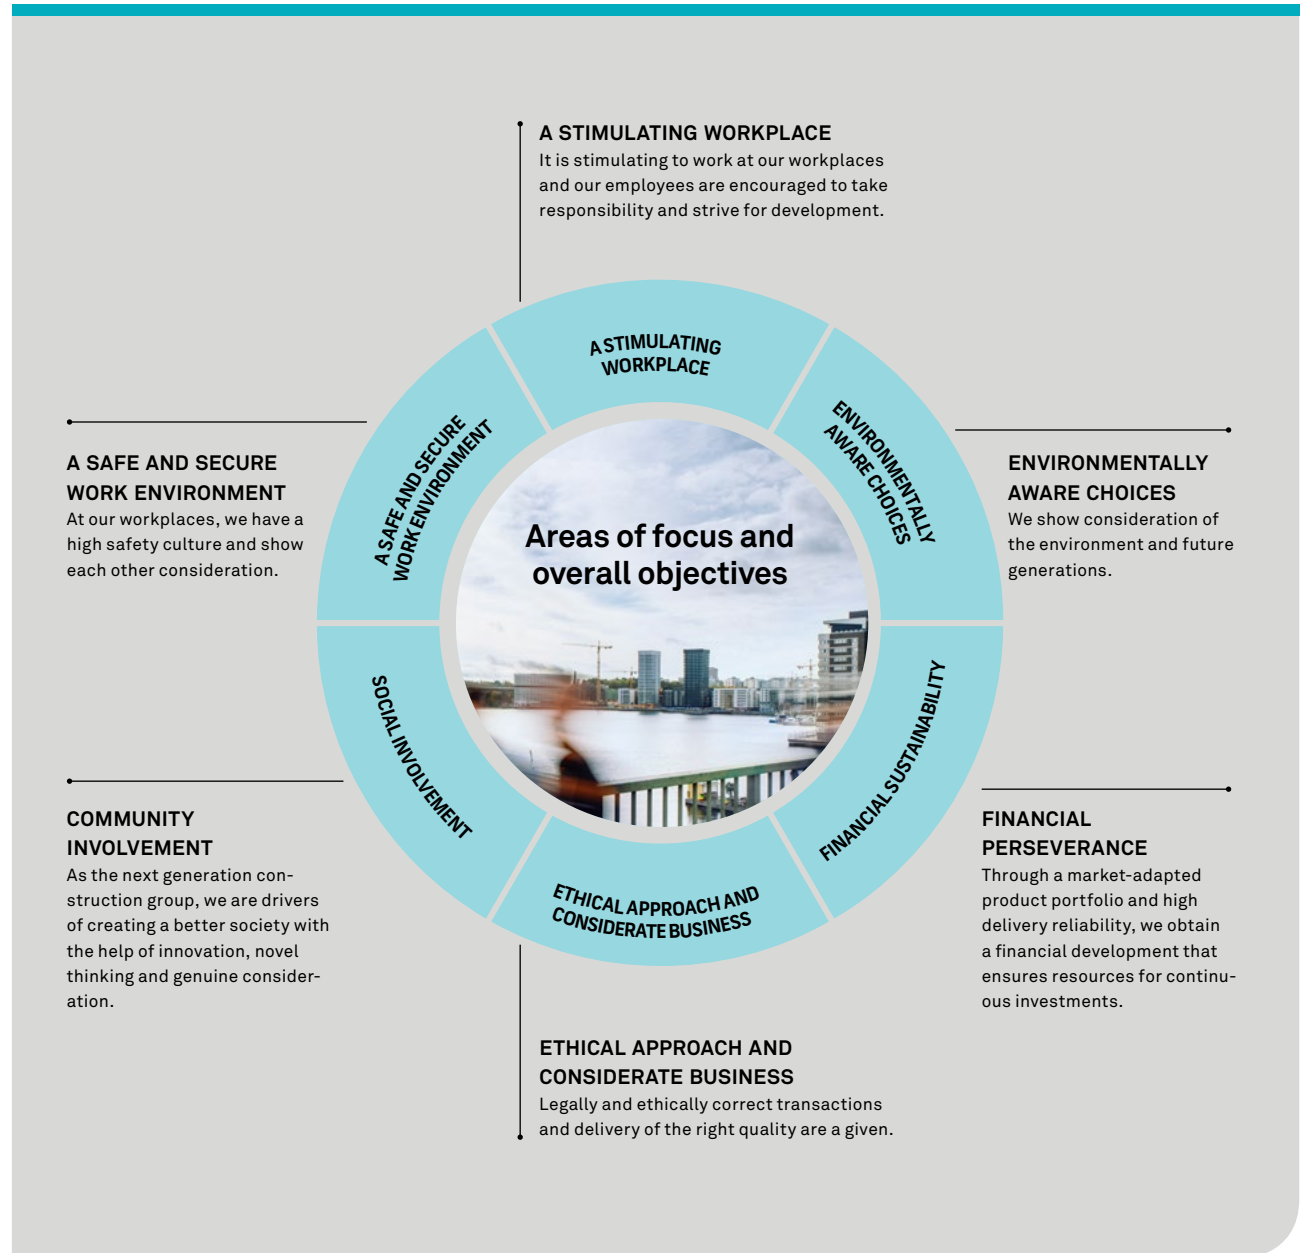 A STIMULATING WORKPLACE
It is stimulating to work at our workplaces
and our employees are encouraged to take
responsibility and strive for development.
A STIMULATING
WORKPLACE
A SAFE AND SECURE
WORK ENVIRONMENT
ENVIRONMENTALLY
AWARE CHOICES
A SAFE AND SECURE
WORK ENVIRONMENT
At our workplaces, we have a
high safety culture and show
each other consideration.
Areas of focus and
overall objectives
ENVIRONMENTALLY
AWARE CHOICES
We show consideration of
the environment and future
generations.
SOCIAL INVOLVEMENT
FINANCIAL SUSTAINABILITY
ETHICAL APPROACH AND
CONSIDERATE BUSINESS
COMMUNITY
INVOLVEMENT
As the next generation con-
struction group, we are drivers
of creating a better society with
the help of innovation, novel
thinking and genuine consider-
ation.
FINANCIAL
PERSEVERANCE
Through a market-adapted
product portfolio and high
delivery reliability, we obtain
a financial development that
ensures resources for continu-
ous investments.
ETHICAL APPROACH AND
CONSIDERATE BUSINESS
Legally and ethically correct transactions
and delivery of the right quality are a given.